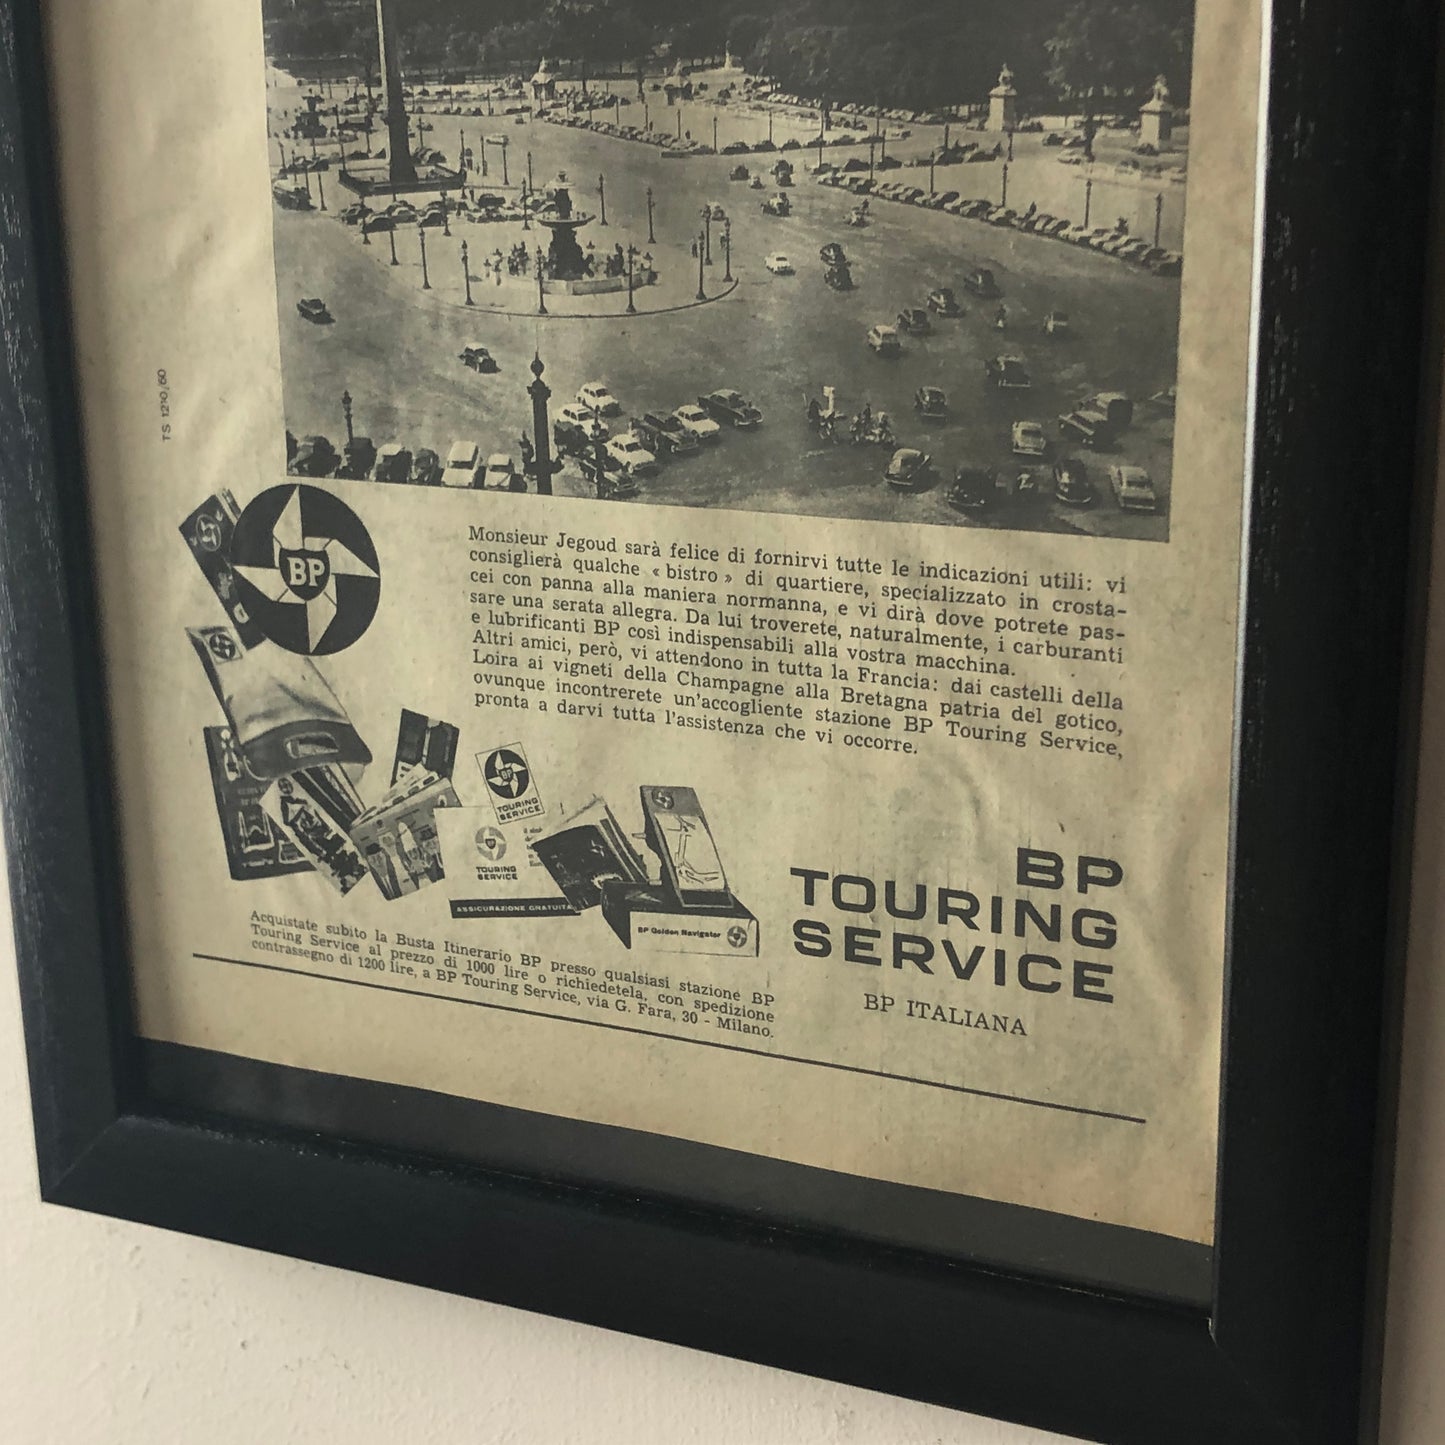 TS 1210/60
BP
Monsieur Jegoud sarà felice di fornirvi tutte le indicazioni utili: vi
consiglierà qualche « bistro » di quartiere, specializzato in crosta-
cei con panna alla maniera normanna, e vi dirà dove potrete pas-
sare una serata allegra. Da lui troverete, naturalmente, i carburanti
e lubrificanti BP così indispensabili alla vostra macchina.
Altri amici, però, vi attendono in tutta la Francia: dai castelli della
Loira ai vigneti della Champagne alla Bretagna patria del gotico,
ovunque incontrerete un'accogliente stazione BP Touring Service,
pronta a darvi tutta l'assistenza che vi occorre.
BP
TOURING
SERVICE
TOURING
SERVICE
ASSICURAZIONE GRATUITA
BP Golden Navigator
BP
TOURING
SERVICE
BP ITALIANA
Acquistate subito la Busta Itinerario BP presso qualsiasi stazione BP
Touring Service al prezzo di 1000 lire o richiedetela, con spedizione
contrassegno di 1200 lire, a BP Touring Service, via G. Fara, 30 - Milano.